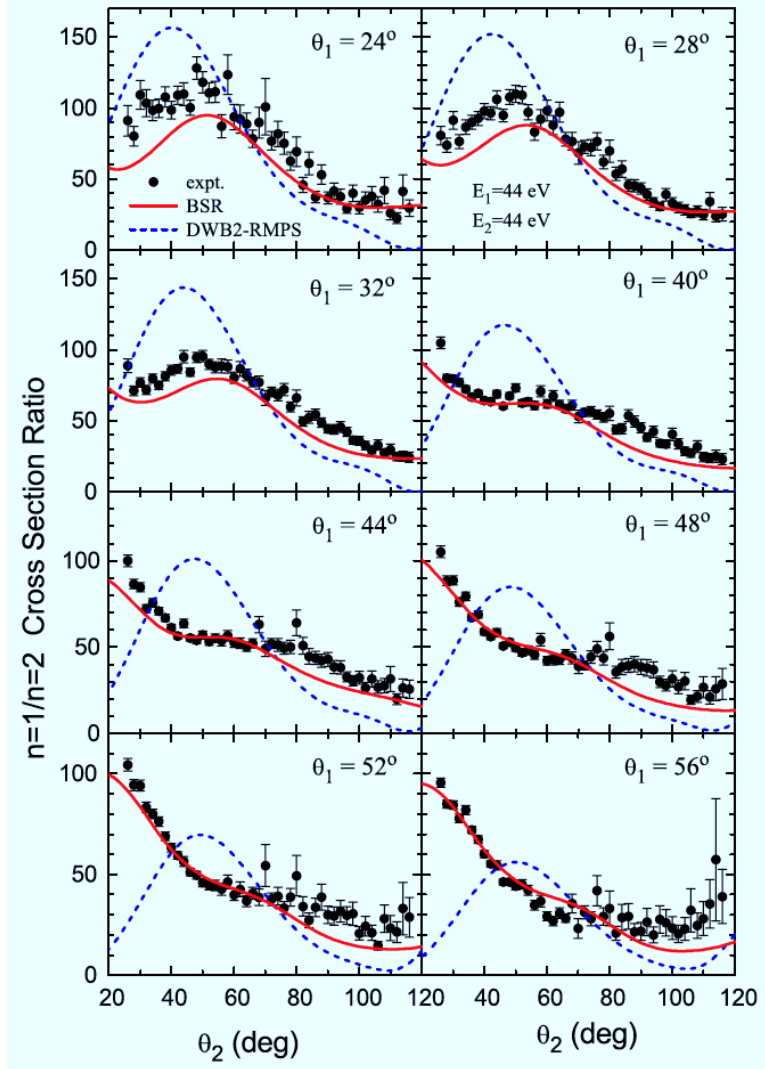 150
100
50
0
θ1 = 24°
expt.
BSR
DWB2-RMPS
θ1 = 28°
E1=44 eV
E2=44 eV
150
100
50
0
θ1 = 32°
θ1 = 40°
n=1/n=2 Cross Section Ratio
100
50
0
θ1 = 44°
θ1 = 48°
100
50
0
θ1 = 52°
θ1 = 56°
20 40 60 80 100 120 40 60 80 100 120
θ2 (deg) θ2 (deg)